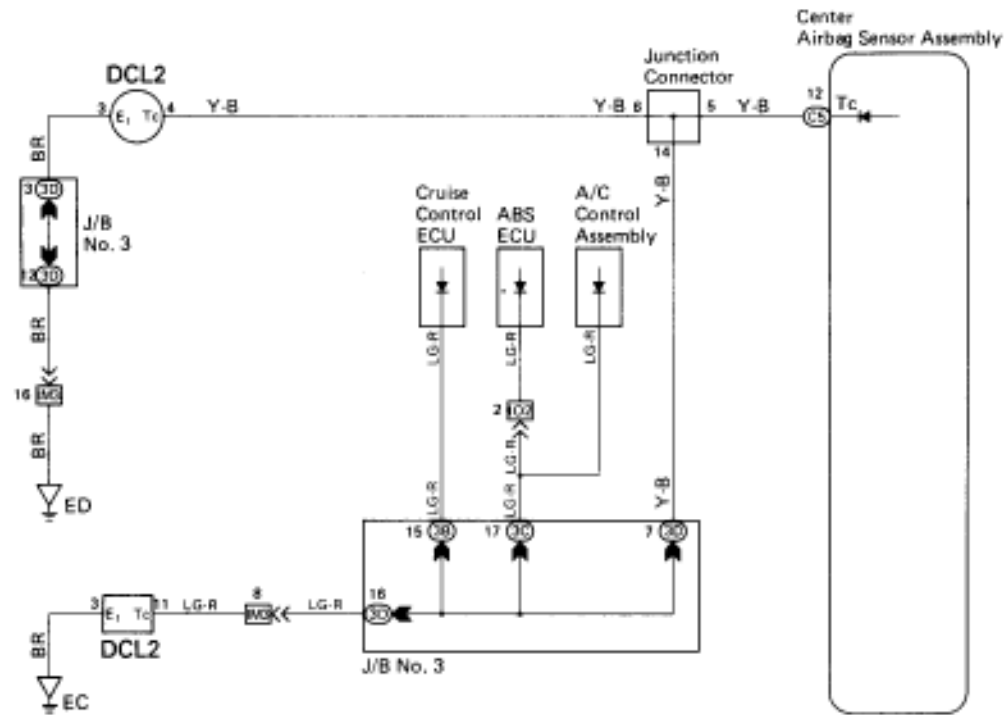 Center
Airbag Sensor Assembly
Junction
Connector
DCL2
3 E₁ Tc 4 Y-B Y-B 6 5 Y-B 12 C5 Tc
14
BR
Y-B
3 3D
J/B
No. 3
12 3D
Cruise
Control
ECU
ABS
ECU
A/C
Control
Assembly
BR
LG-R
LG-R
LG-R
16 IM3
2 IO2
BR
LG-R
LG-R
LG-R
Y-B
ED
15 3B 17 3C 7 3D
3 E₁ Tc 11 LG-R 8 IM3 LG-R 16 3D
DCL2
J/B No. 3
BR
EC